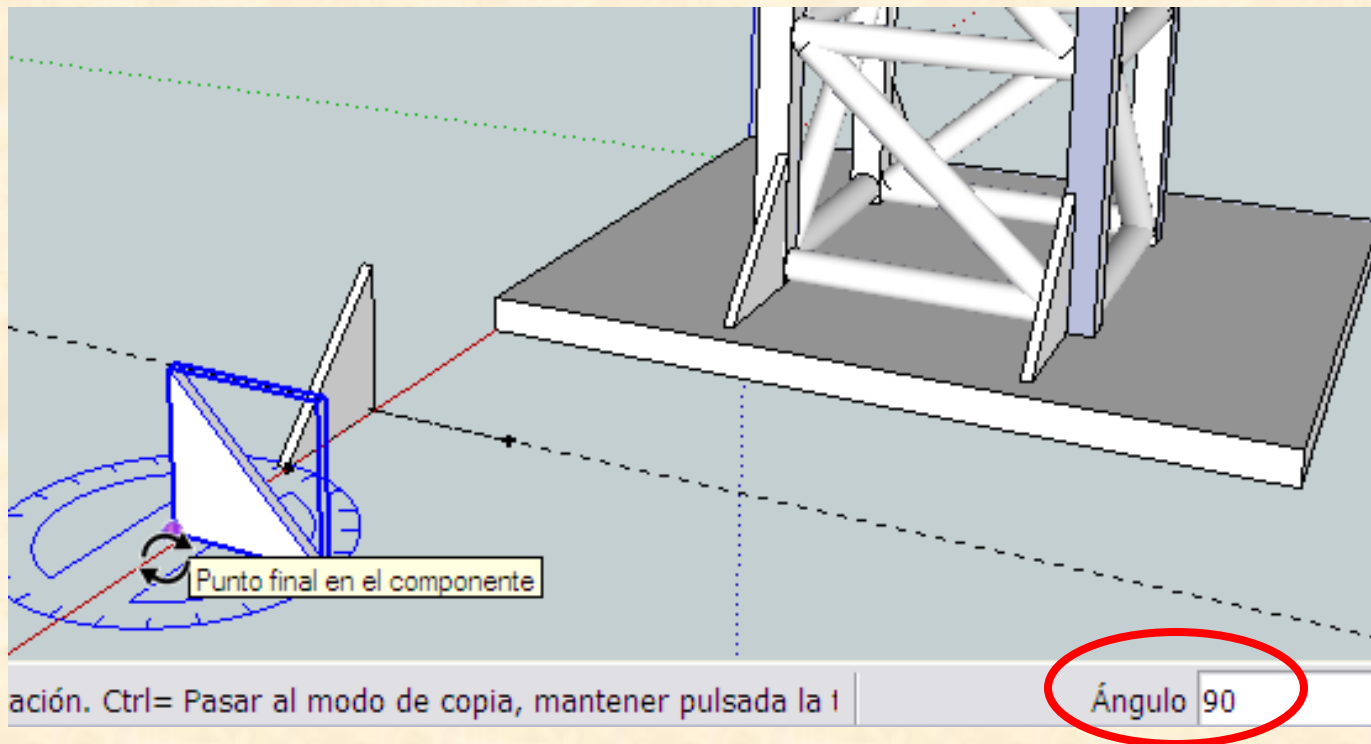 Punto final en el componente
ación. Ctrl= Pasar al modo de copia, mantener pulsada la t
Ángulo 90